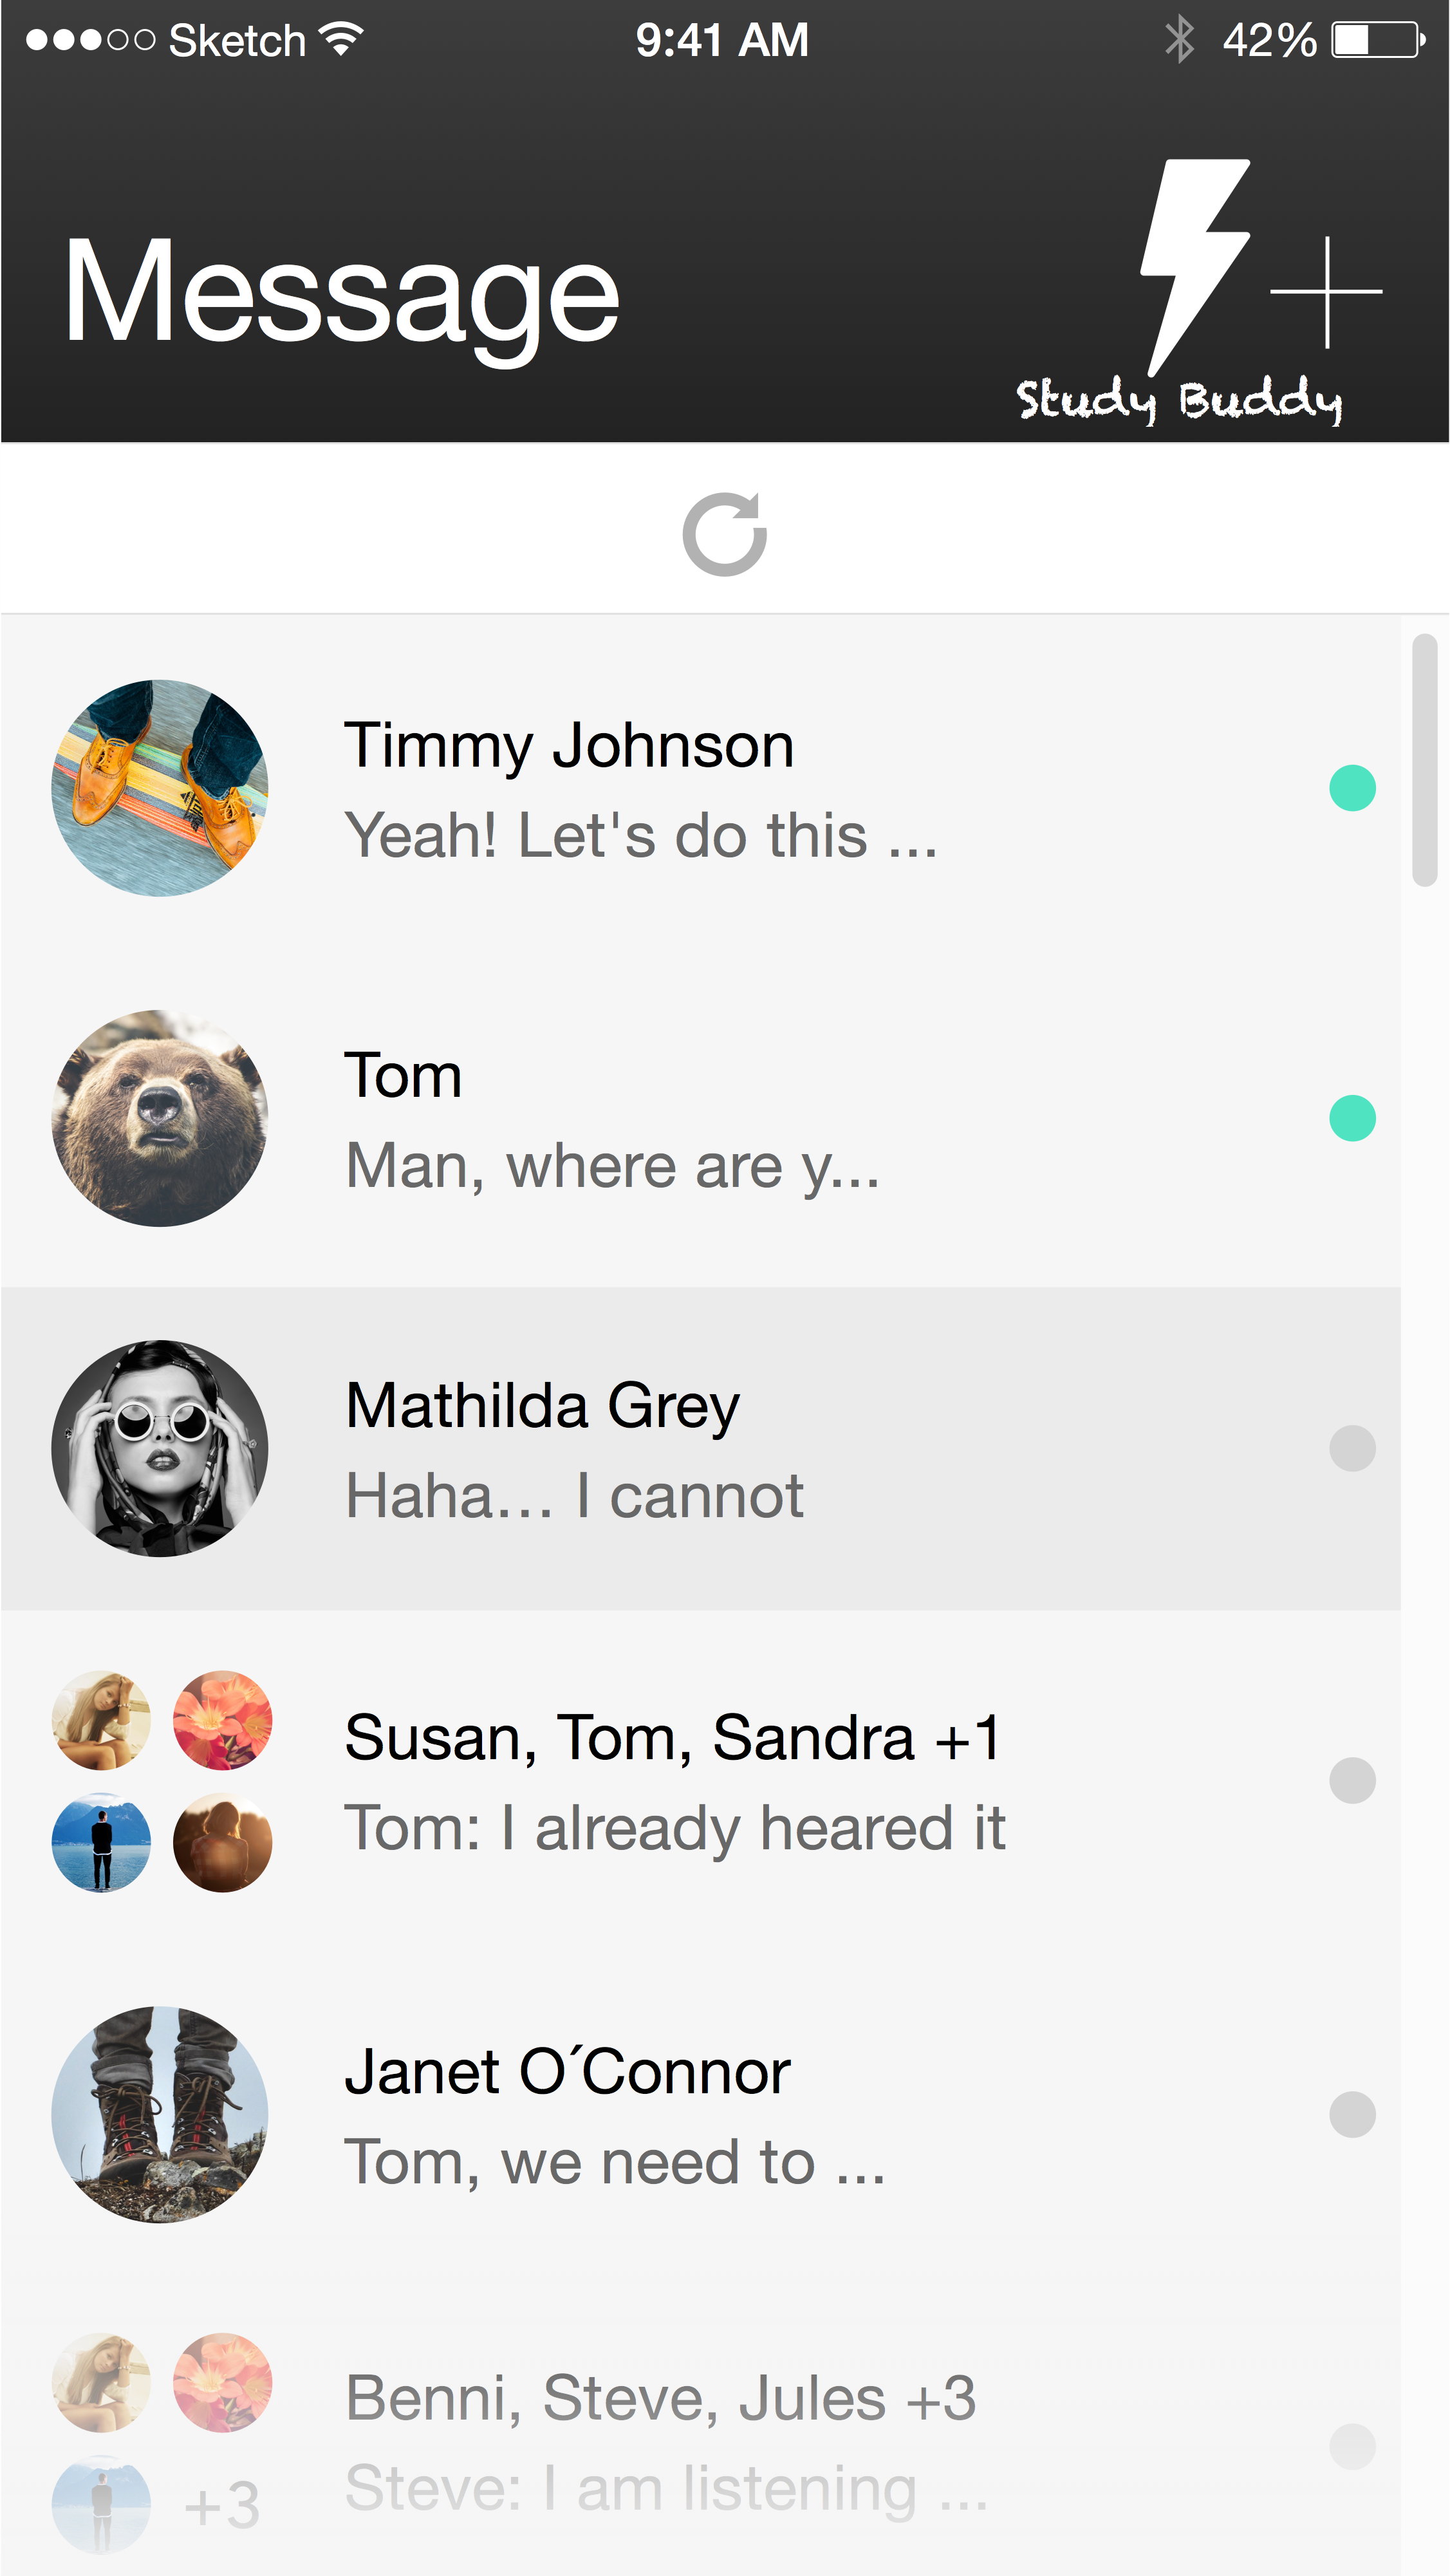 Sketch 9:41 AM 42%
Message
Study Buddy
Timmy Johnson
Yeah! Let's do this ...
Tom
Man, where are y...
Mathilda Grey
Haha... I cannot
Susan, Tom, Sandra +1
Tom: I already heared it
Janet O´Connor
Tom, we need to ...
Benni, Steve, Jules +3
Steve: I am listening ...
+3